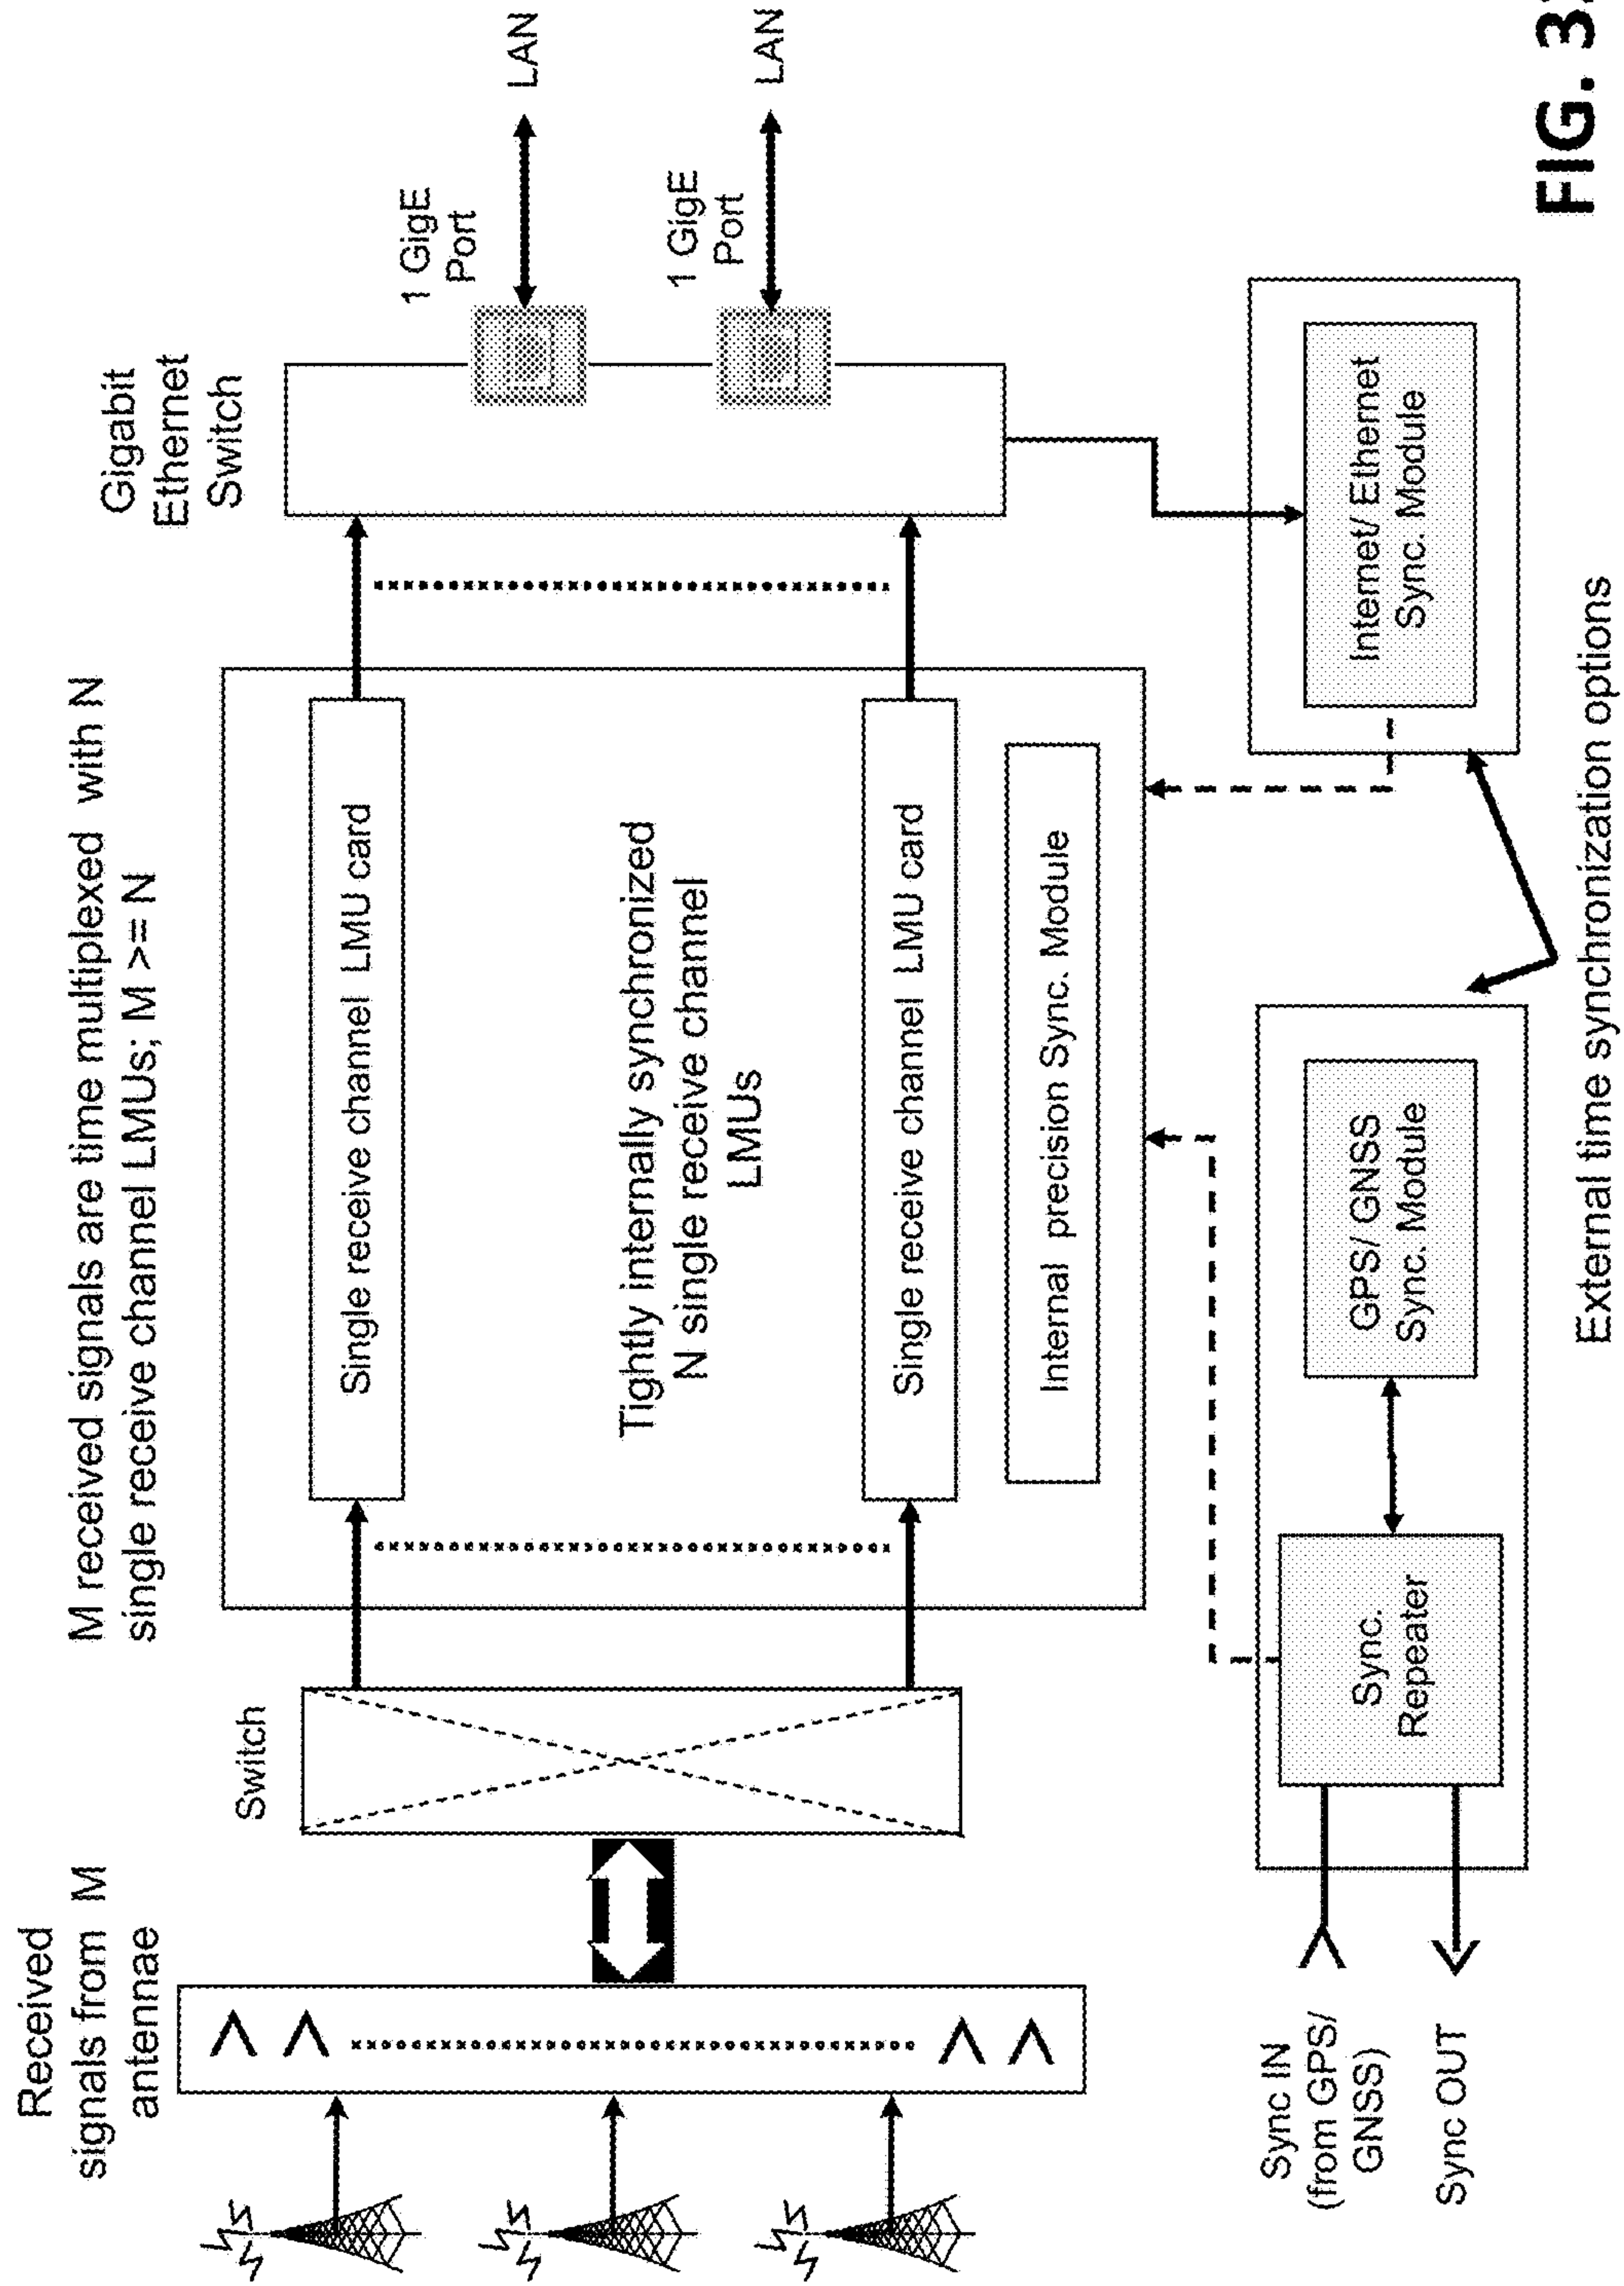 Received
signals from M
antennae
Switch
M received signals are time multiplexed with N
single receive channel LMUs; M >= N
Single receive channel LMU card
Tightly internally synchronized
N single receive channel
LMUs
Single receive channel LMU card
Internal precision Sync. Module
Gigabit
Ethernet
Switch
1 GigE
Port
LAN
1 GigE
Port
LAN
Sync IN
(from GPS/
GNSS)
Sync OUT
Sync.
Repeater
GPS/ GNSS
Sync. Module
Internet/ Ethernet
Sync. Module
External time synchronization options